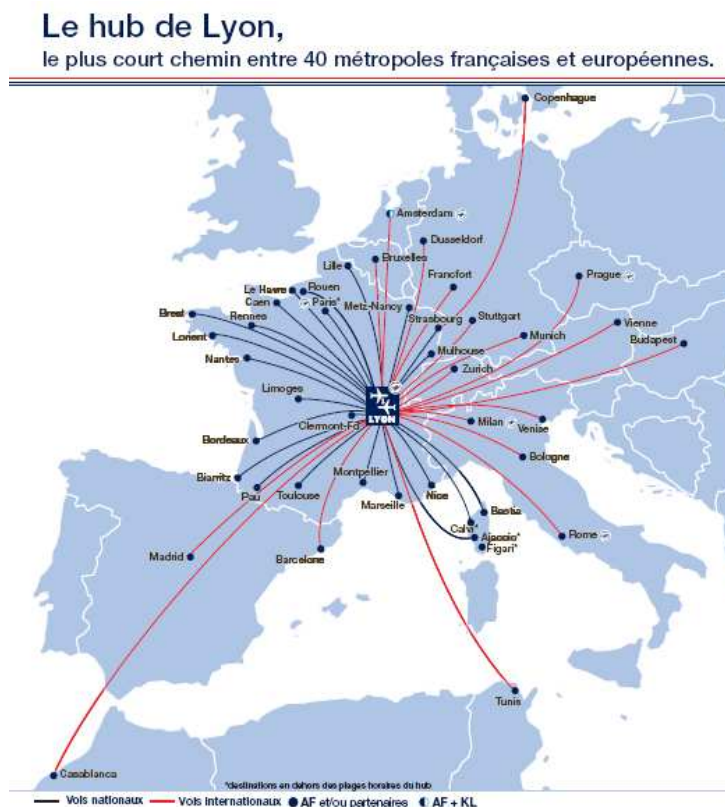 Le hub de Lyon,
le plus court chemin entre 40 métropoles françaises et européennes.
Copenhague
Amsterdam
Dusseldorf
Bruxelles
Lille
Francfort
Prague
Le Havre
Rouen
Caen
Paris*
Metz-Nancy
Brest
Rennes
Strasbourg
Stuttgart
Vienne
Lorient
Munich
Budapest
Nantes
Mulhouse
Zurich
Limoges
LYON
Clermont-Fd
Milan
Venise
Bordeaux
Bologne
Biarritz
Pau
Toulouse
Montpellier
Marseille
Nice
Bastia
Calvi*
Ajaccio*
Figari*
Rome
Madrid
Barcelone
Tunis
Casablanca
*destinations en dehors des plages horaires du hub
Vols nationaux Vols internationaux AF et/ou partenaires AF + KL